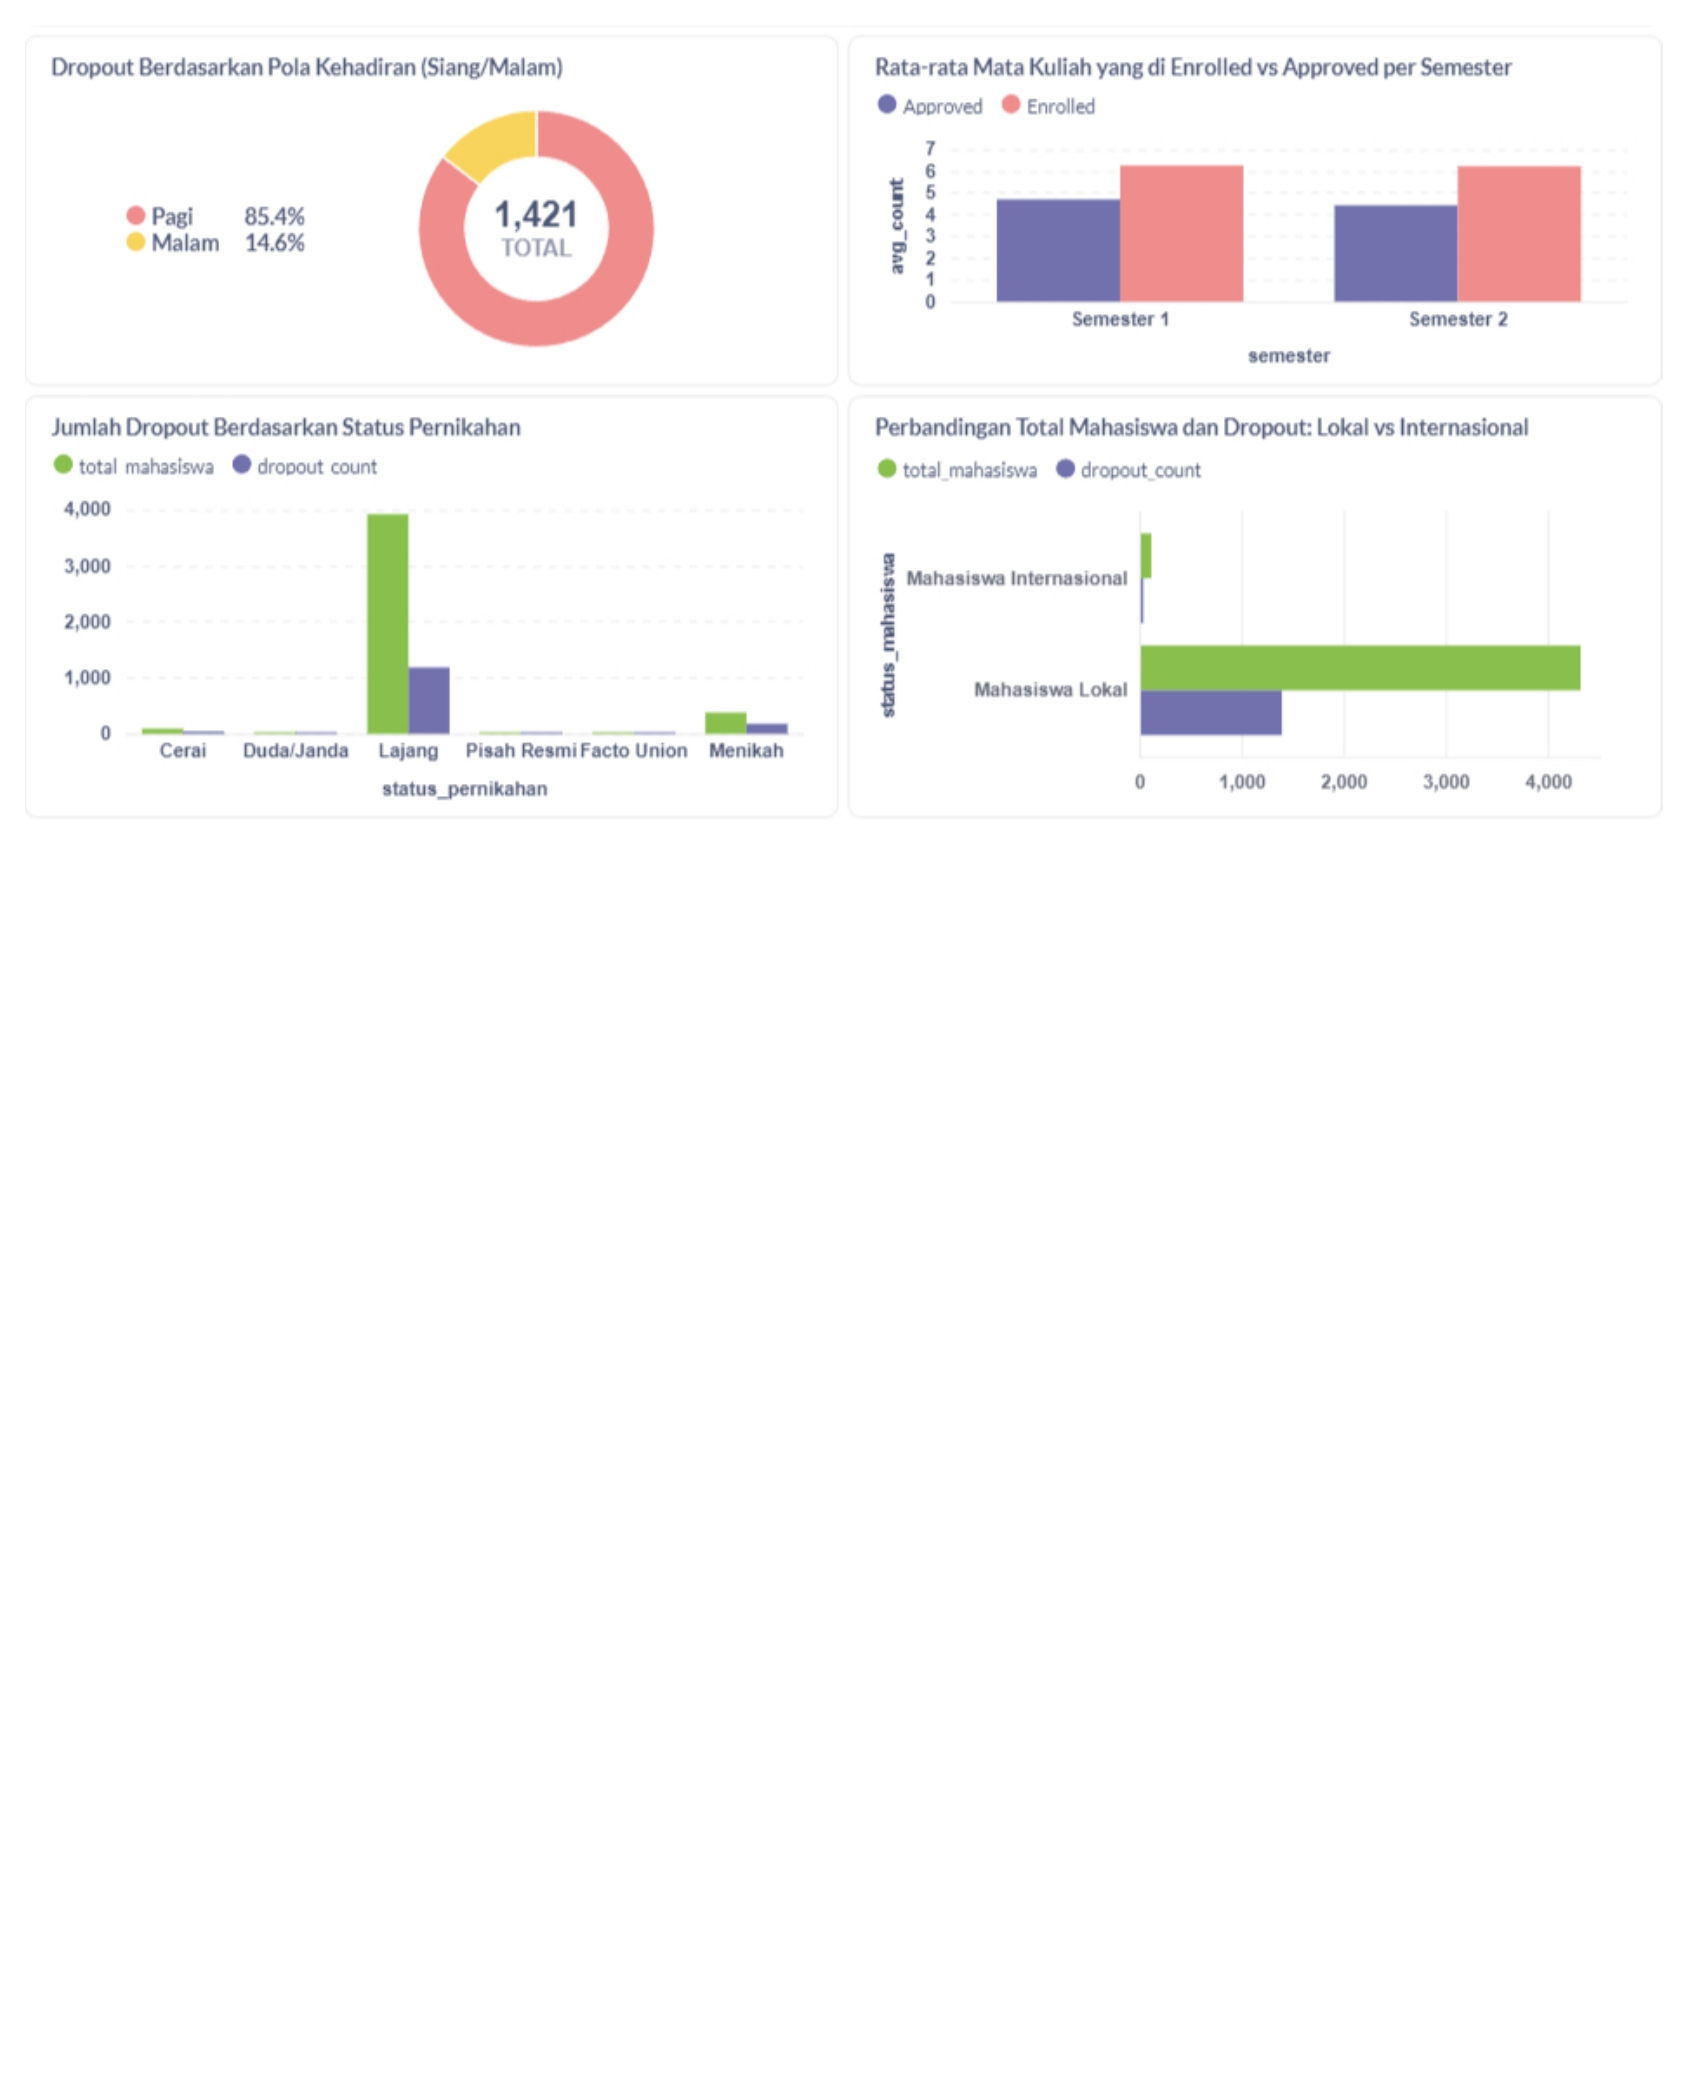 Dropout Berdasarkan Pola Kehadiran (Siang/Malam)
Pagi 85.4%
Malam 14.6%
1,421
TOTAL
Rata-rata Mata Kuliah yang di Enrolled vs Approved per Semester
Approved Enrolled
7
6
5
4
3
2
1
0
avg_count
Semester 1 Semester 2
semester
Jumlah Dropout Berdasarkan Status Pernikahan
total mahasiswa dropout count
4,000
3,000
2,000
1,000
0
Cerai Duda/Janda Lajang Pisah Resmi Facto Union Menikah
status_pernikahan
Perbandingan Total Mahasiswa dan Dropout: Lokal vs Internasional
total_mahasiswa dropout_count
status_mahasiswa
Mahasiswa Internasional
Mahasiswa Lokal
0 1,000 2,000 3,000 4,000